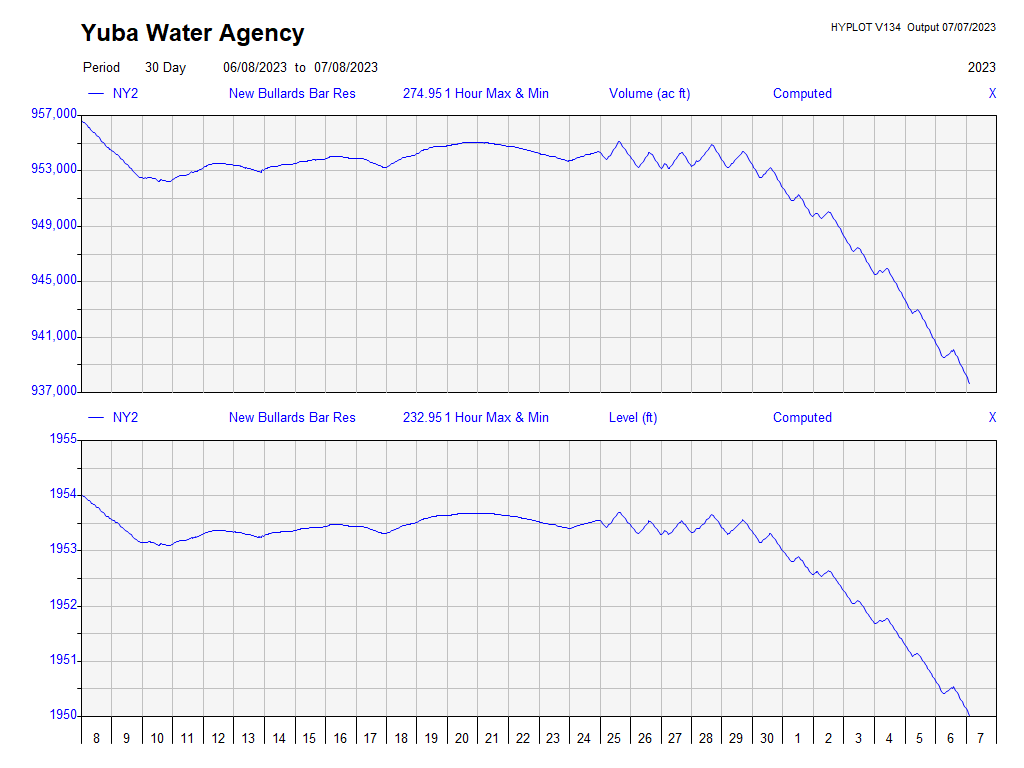 Yuba Water Agency
HYPLOT V134 Output 07/07/2023
Period 30 Day 06/08/2023 to 07/08/2023 2023
NY2 New Bullards Bar Res 274.95 1 Hour Max & Min Volume (ac ft) Computed X
957,000
953,000
949,000
945,000
941,000
937,000
NY2 New Bullards Bar Res 232.95 1 Hour Max & Min Level (ft) Computed X
1955
1954
1953
1952
1951
1950
8 9 10 11 12 13 14 15 16 17 18 19 20 21 22 23 24 25 26 27 28 29 30 1 2 3 4 5 6 7